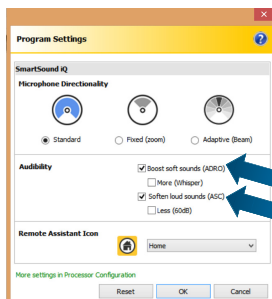 Program Settings
?
SmartSound iQ
Microphone Directionality
Standard
Fixed (zoom)
Adaptive (Beam)
Audibility
Boost soft sounds (ADRO)
More (Whisper)
Soften loud sounds (ASC)
Less (60dB)
Remote Assistant Icon
Home
More settings in Processor Configuration
Reset OK Cancel